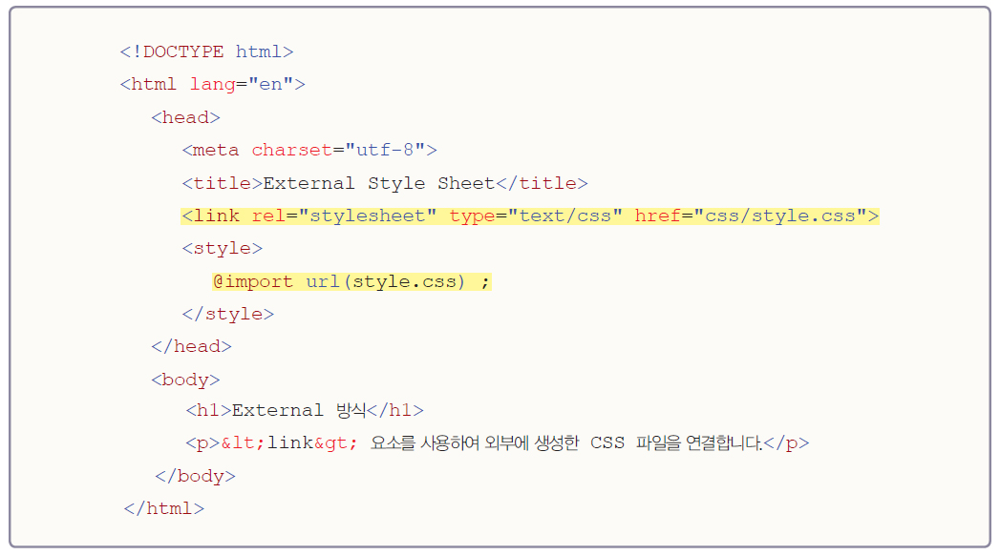 <!DOCTYPE html>
<html lang="en">
<head>
<meta charset="utf-8">
<title>External Style Sheet</title>
<link rel="stylesheet" type="text/css" href="css/style.css">
<style>
@import url(style.css) ;
</style>
</head>
<body>
<h1>External 방식</h1>
<p>&lt;link&gt; 요소를 사용하여 외부에 생성한 CSS 파일을 연결합니다.</p>
</body>
</html>